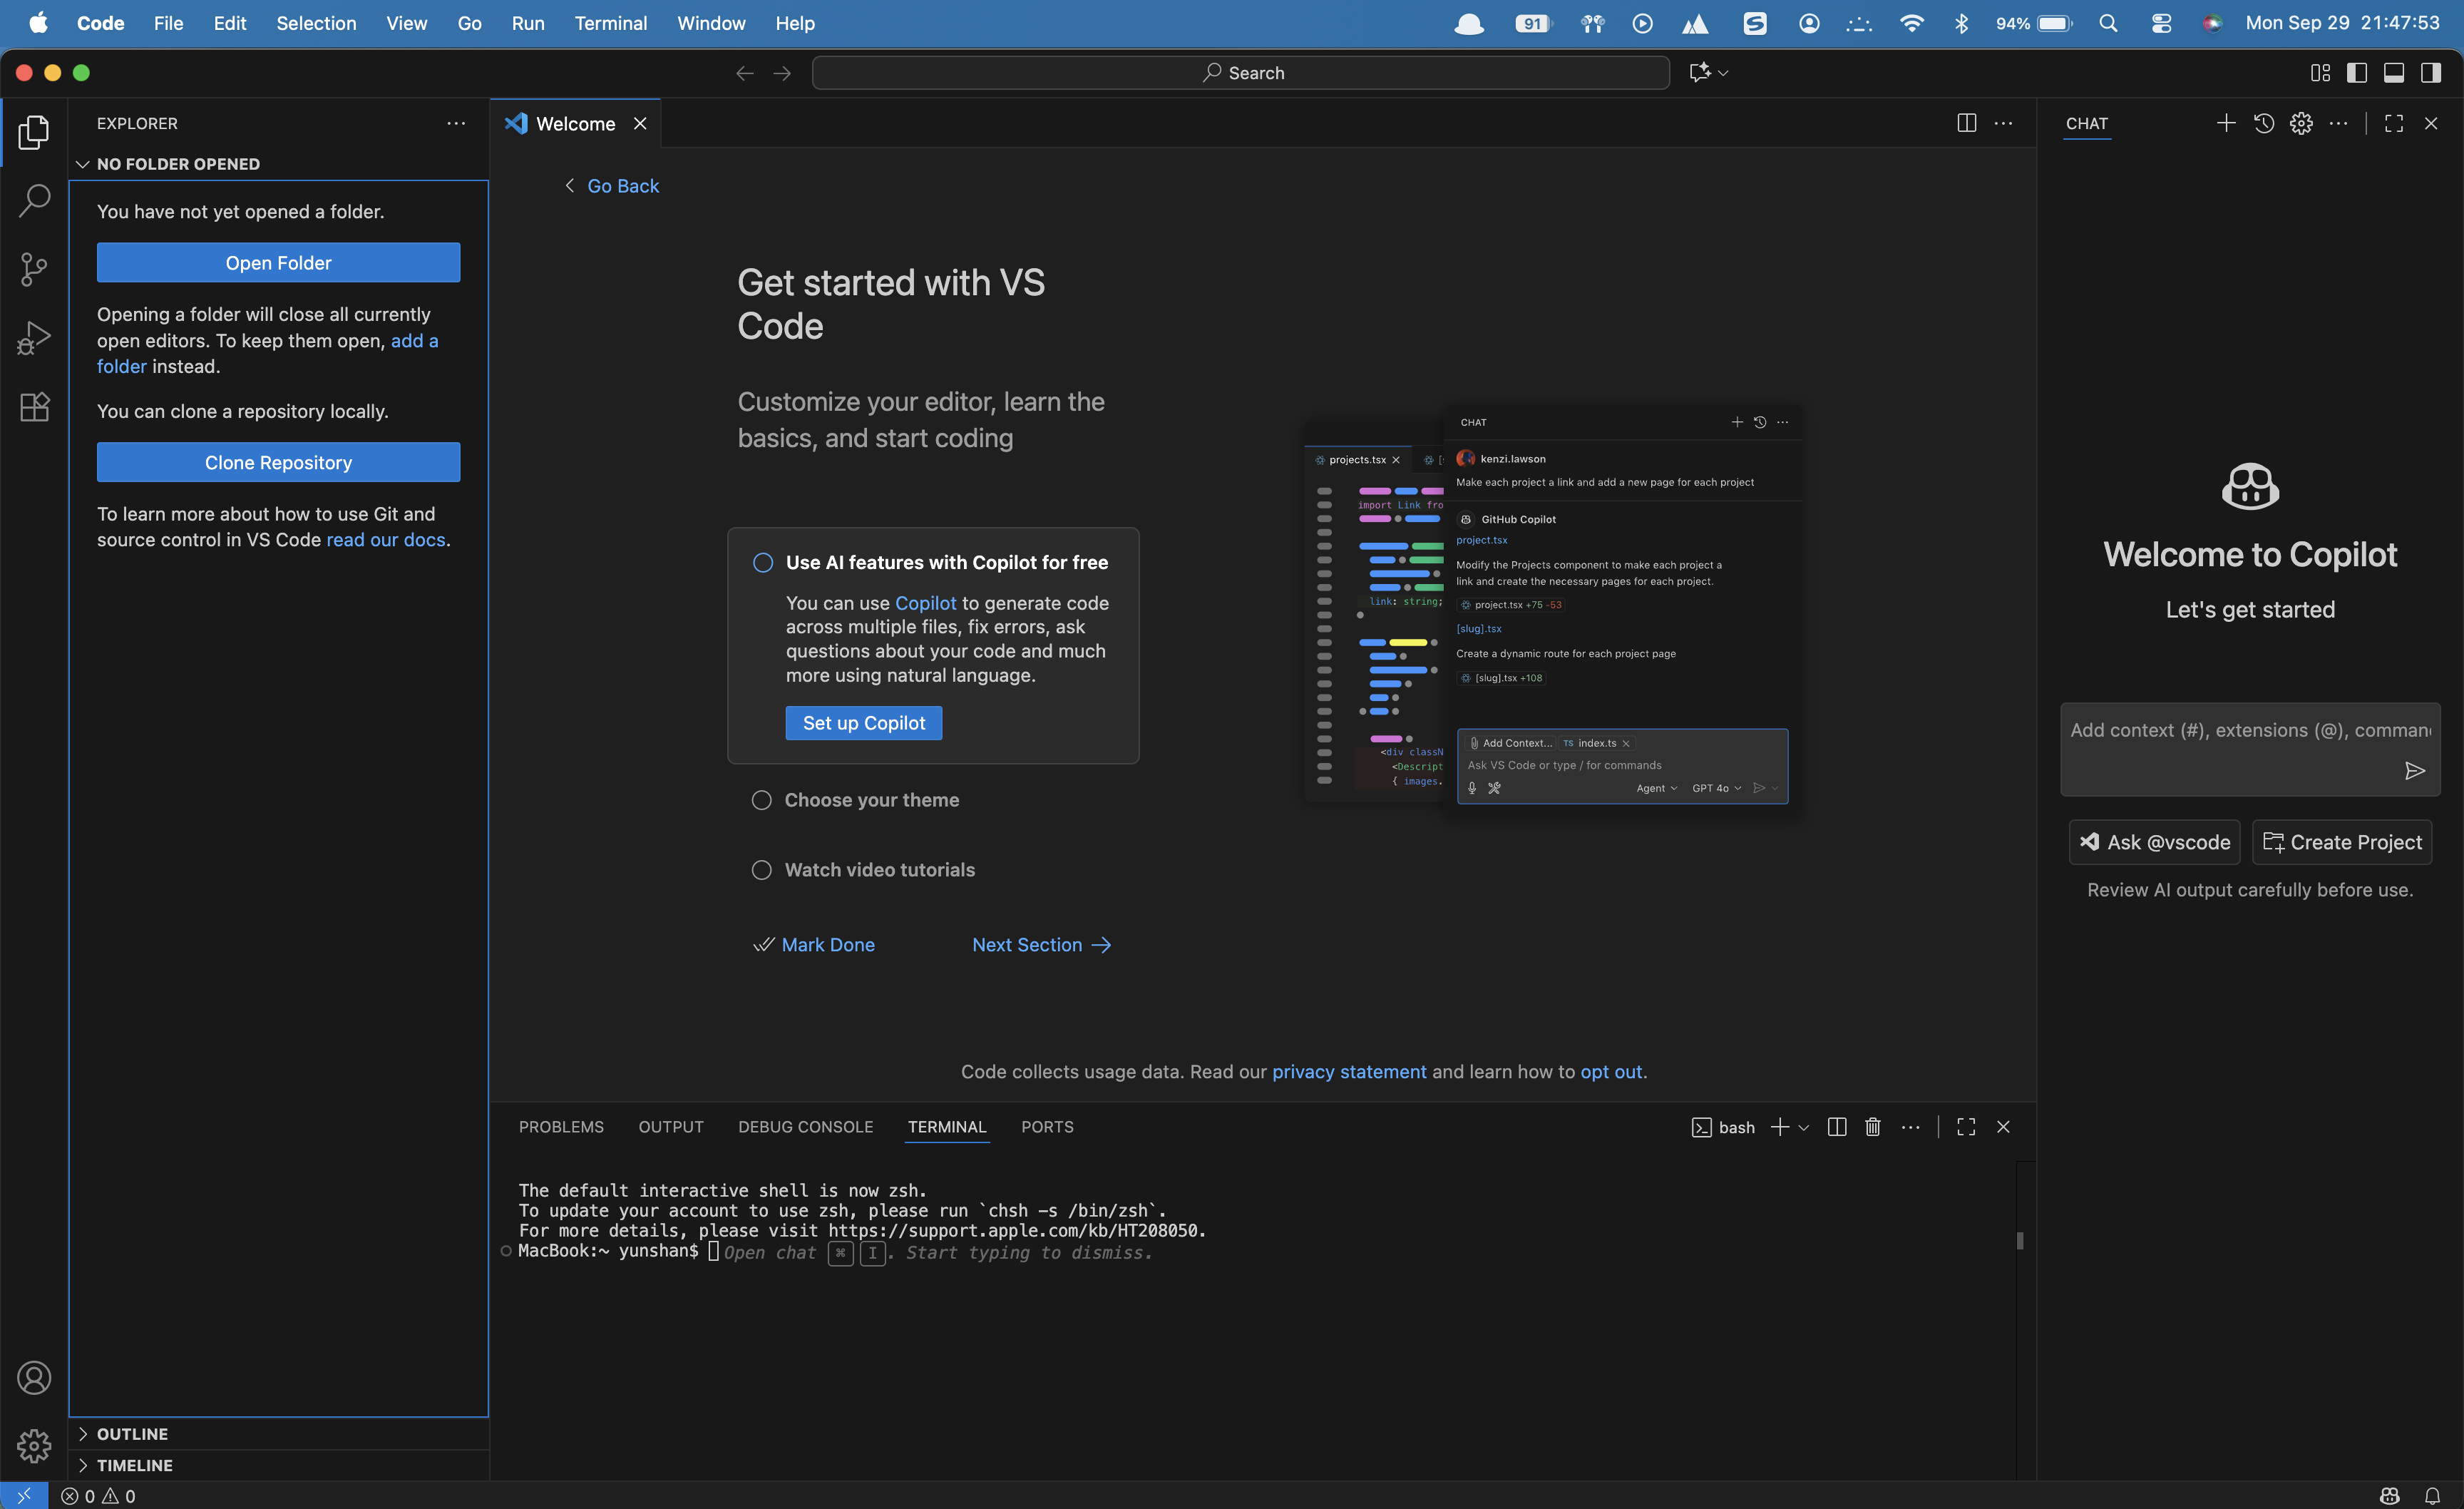 Code File Edit Selection View Go Run Terminal Window Help
91 94% Mon Sep 29 21:47:53
Search
EXPLORER
NO FOLDER OPENED
You have not yet opened a folder.
Open Folder
Opening a folder will close all currently
open editors. To keep them open, add a
folder instead.
You can clone a repository locally.
Clone Repository
To learn more about how to use Git and
source control in VS Code read our docs.
OUTLINE
TIMELINE
Welcome
Go Back
Get started with VS
Code
Customize your editor, learn the
basics, and start coding
Use AI features with Copilot for free
You can use Copilot to generate code
across multiple files, fix errors, ask
questions about your code and much
more using natural language.
Set up Copilot
Choose your theme
Watch video tutorials
Mark Done Next Section
projects.tsx
import Link fro
link: string;
<div classN
<Descript
{ images.
CHAT
kenzi.lawson
Make each project a link and add a new page for each project
GitHub Copilot
project.tsx
Modify the Projects component to make each project a
link and create the necessary pages for each project.
project.tsx +75 -53
[slug].tsx
Create a dynamic route for each project page
[slug].tsx +108
Add Context... TS index.ts
Ask VS Code or type / for commands
Agent GPT 4o
Code collects usage data. Read our privacy statement and learn how to opt out.
PROBLEMS OUTPUT DEBUG CONSOLE TERMINAL PORTS
bash
The default interactive shell is now zsh.
To update your account to use zsh, please run `chsh -s /bin/zsh`.
For more details, please visit https://support.apple.com/kb/HT208050.
MacBook:~ yunshan$ Open chat ⌘ I. Start typing to dismiss.
CHAT
Welcome to Copilot
Let's get started
Add context (#), extensions (@), comman
Ask @vscode Create Project
Review AI output carefully before use.
0 0